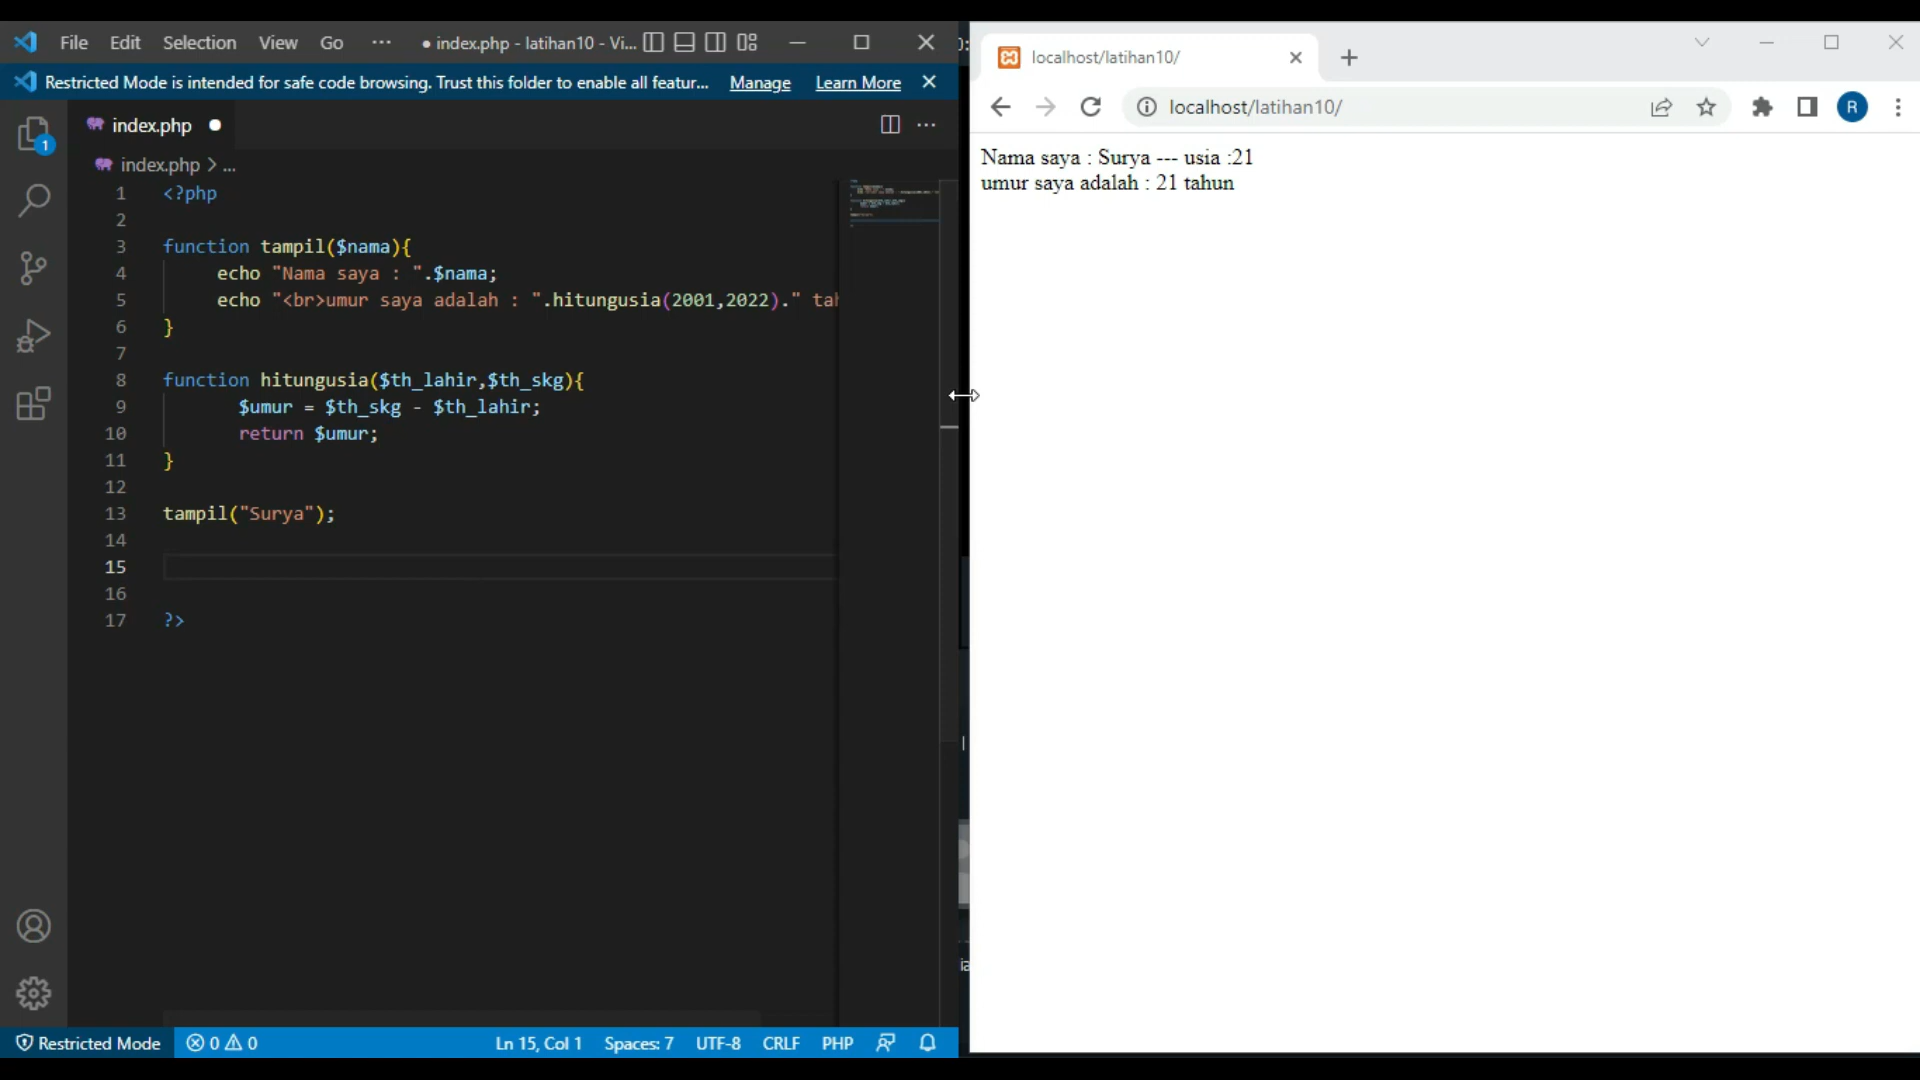 File Edit Selection View Go ··· ● index.php - latihan10 - Vi...
Restricted Mode is intended for safe code browsing. Trust this folder to enable all featur... Manage Learn More
1
index.php ●
index.php > ...
1 <?php
2
3 function tampil($nama){
4 echo "Nama saya : ".$nama;
5 echo "<br>umur saya adalah : ".hitungusia(2001,2022)." tah
6 }
7
8 function hitungusia($th_lahir,$th_skg){
9 $umur = $th_skg - $th_lahir;
10 return $umur;
11 }
12
13 tampil("Surya");
14
15
16
17 ?>
Restricted Mode 0 0 Ln 15, Col 1 Spaces: 7 UTF-8 CRLF PHP
localhost/latihan10/
localhost/latihan10/ R
Nama saya : Surya --- usia :21
umur saya adalah : 21 tahun